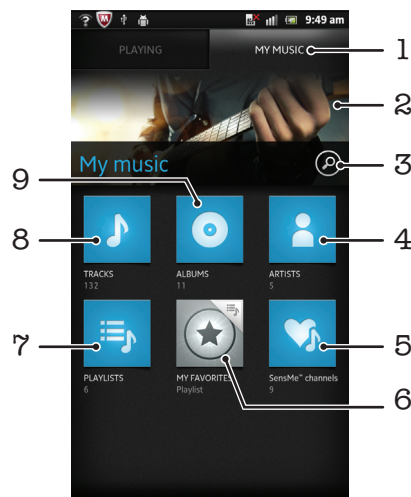 9:49 am
PLAYING MY MUSIC 1
2
My music 3
9
8 4
TRACKS ALBUMS ARTISTS
132 11 5
7 5
PLAYLISTS MY FAVORITES SensMe™ channels
6 Playlist 9
6